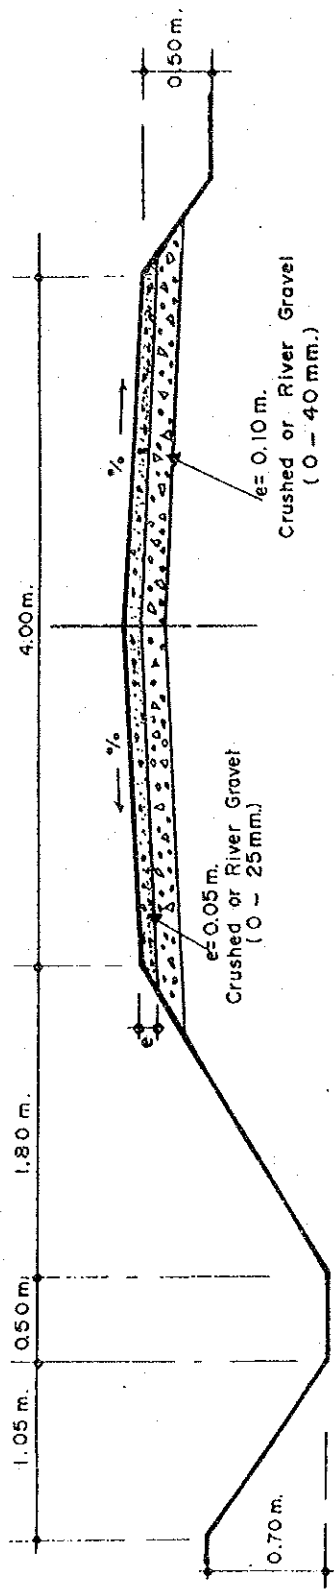 1.05 m.
0.50 m.
1.80 m.
4.00 m.
0.50 m.
%
%
e
e= 0.05 m.
Crushed or River Gravel
( 0 - 25 mm.)
e= 0.10 m.
Crushed or River Gravel
( 0 - 40 mm.)
0.70 m.